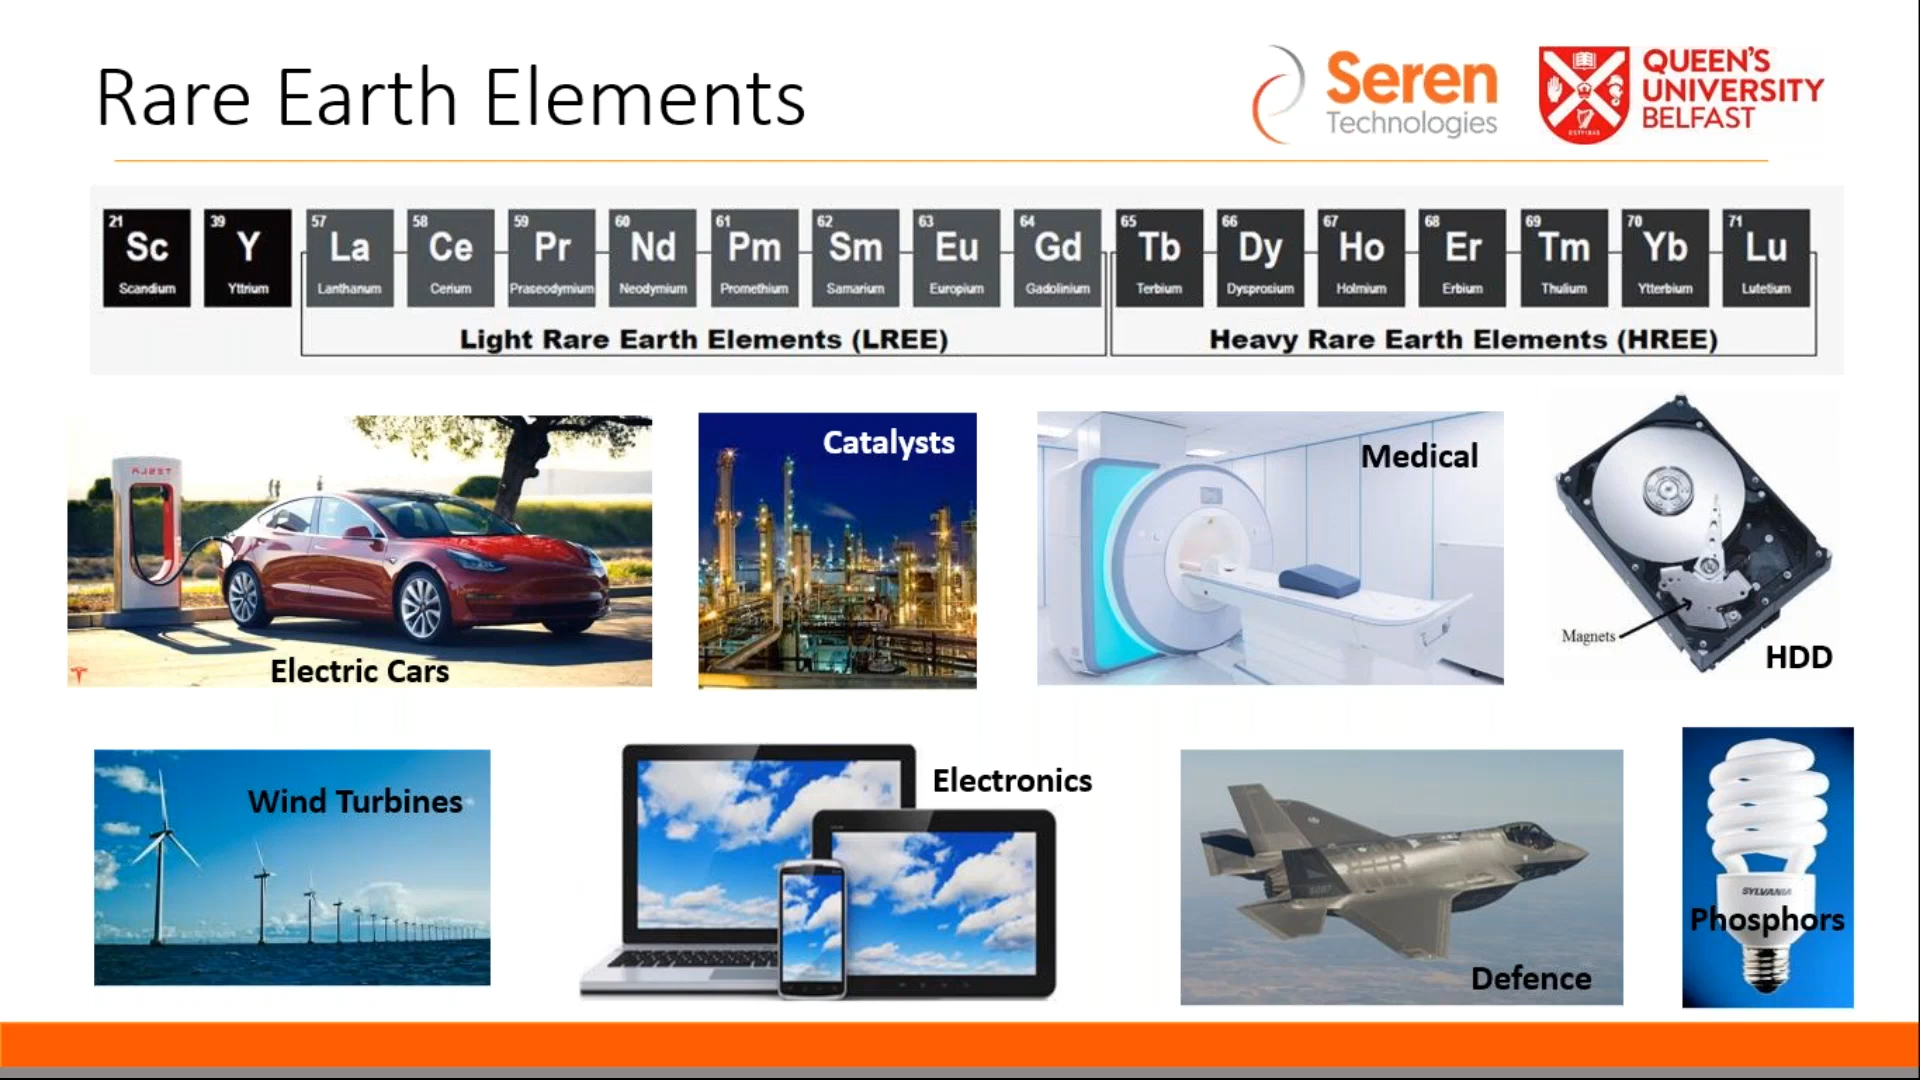 Rare Earth Elements
Seren
Technologies
QUEEN'S
UNIVERSITY
BELFAST
21
Sc
Scandium
39
Y
Yttrium
57
La
Lanthanum
58
Ce
Cerium
59
Pr
Praseodymium
60
Nd
Neodymium
61
Pm
Promethium
62
Sm
Samarium
63
Eu
Europium
64
Gd
Gadolinium
65
Tb
Terbium
66
Dy
Dysprosium
67
Ho
Holmium
68
Er
Erbium
69
Tm
Thulium
70
Yb
Ytterbium
71
Lu
Lutetium
Light Rare Earth Elements (LREE)
Heavy Rare Earth Elements (HREE)
Electric Cars
Catalysts
Medical
Magnets
HDD
Wind Turbines
Electronics
Defence
SYLVANIA
Phosphors